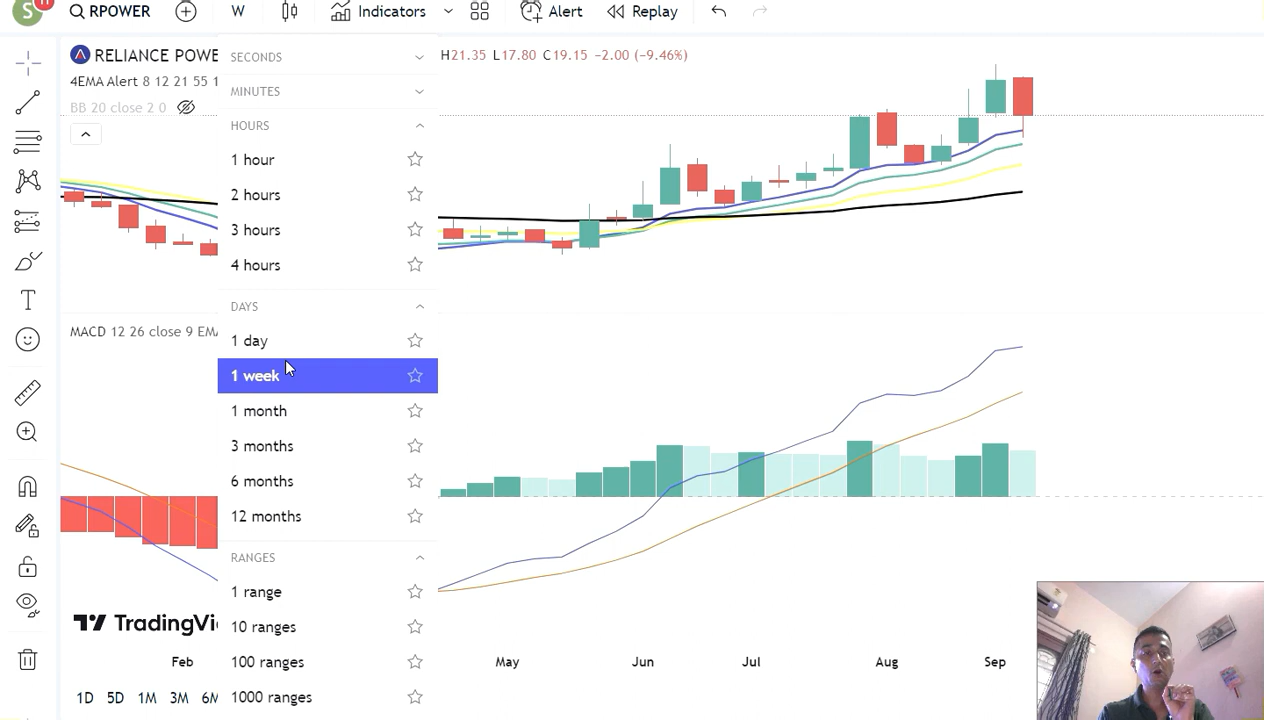 S 11 RPOWER W Indicators Alert Replay
RELIANCE POWE H21.35 L17.80 C19.15 −2.00 (−9.46%)
4EMA Alert 8 12 21 55 1
BB 20 close 2 0
SECONDS
MINUTES
HOURS
1 hour
2 hours
3 hours
4 hours
DAYS
1 day
1 week
1 month
3 months
6 months
12 months
RANGES
1 range
10 ranges
100 ranges
1000 ranges
MACD 12 26 close 9 EMA
TradingVi
Feb May Jun Jul Aug Sep
1D 5D 1M 3M 6M